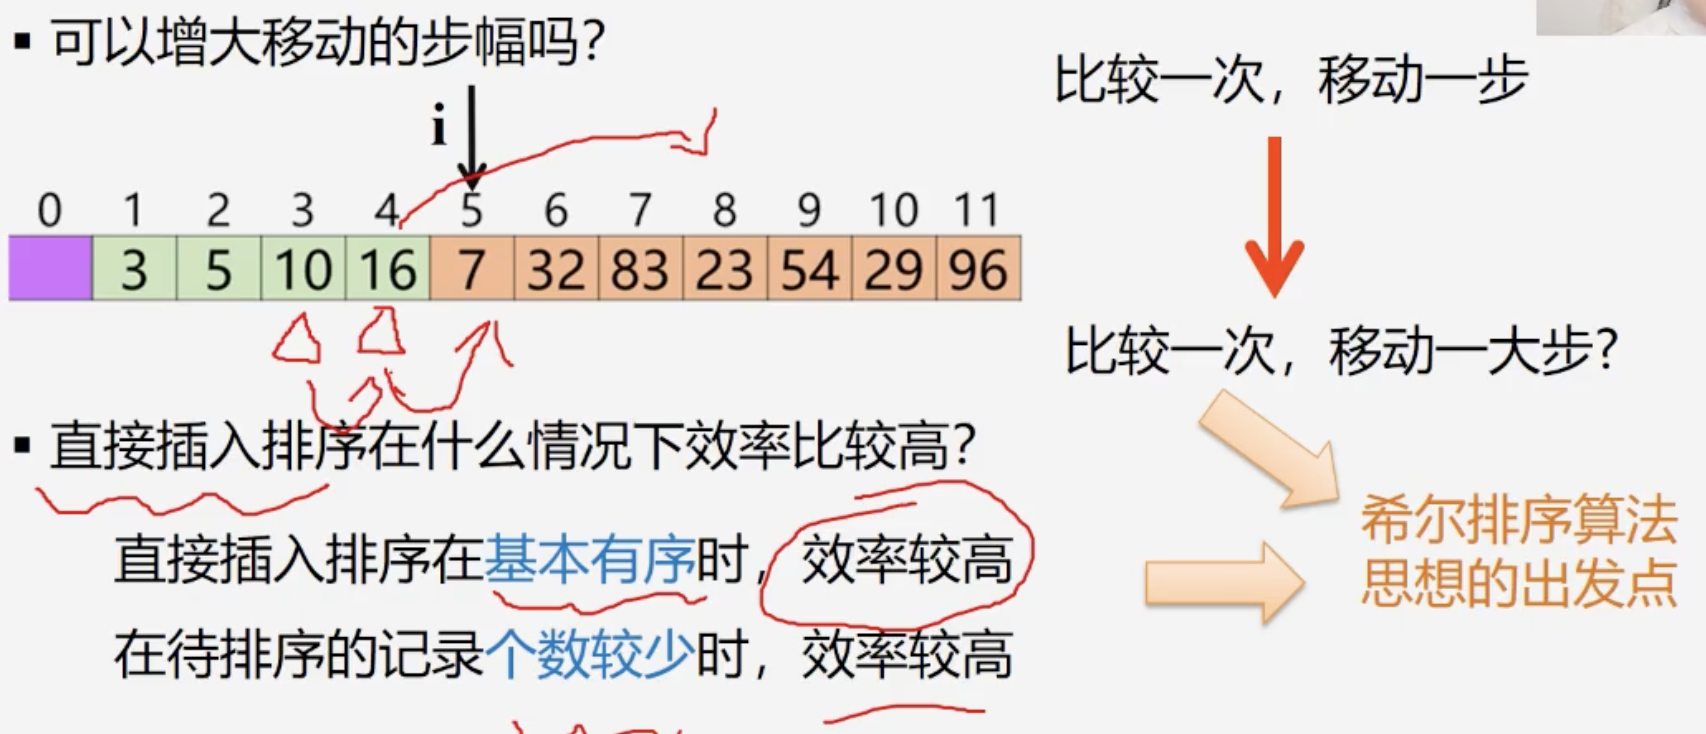 ▪ 可以增大移动的步幅吗?
i
0 1 2 3 4 5 6 7 8 9 10 11
3 5 10 16 7 32 83 23 54 29 96
▪ 直接插入排序在什么情况下效率比较高?
直接插入排序在基本有序时，效率较高
在待排序的记录个数较少时，效率较高
比较一次，移动一步
比较一次，移动一大步?
希尔排序算法
思想的出发点